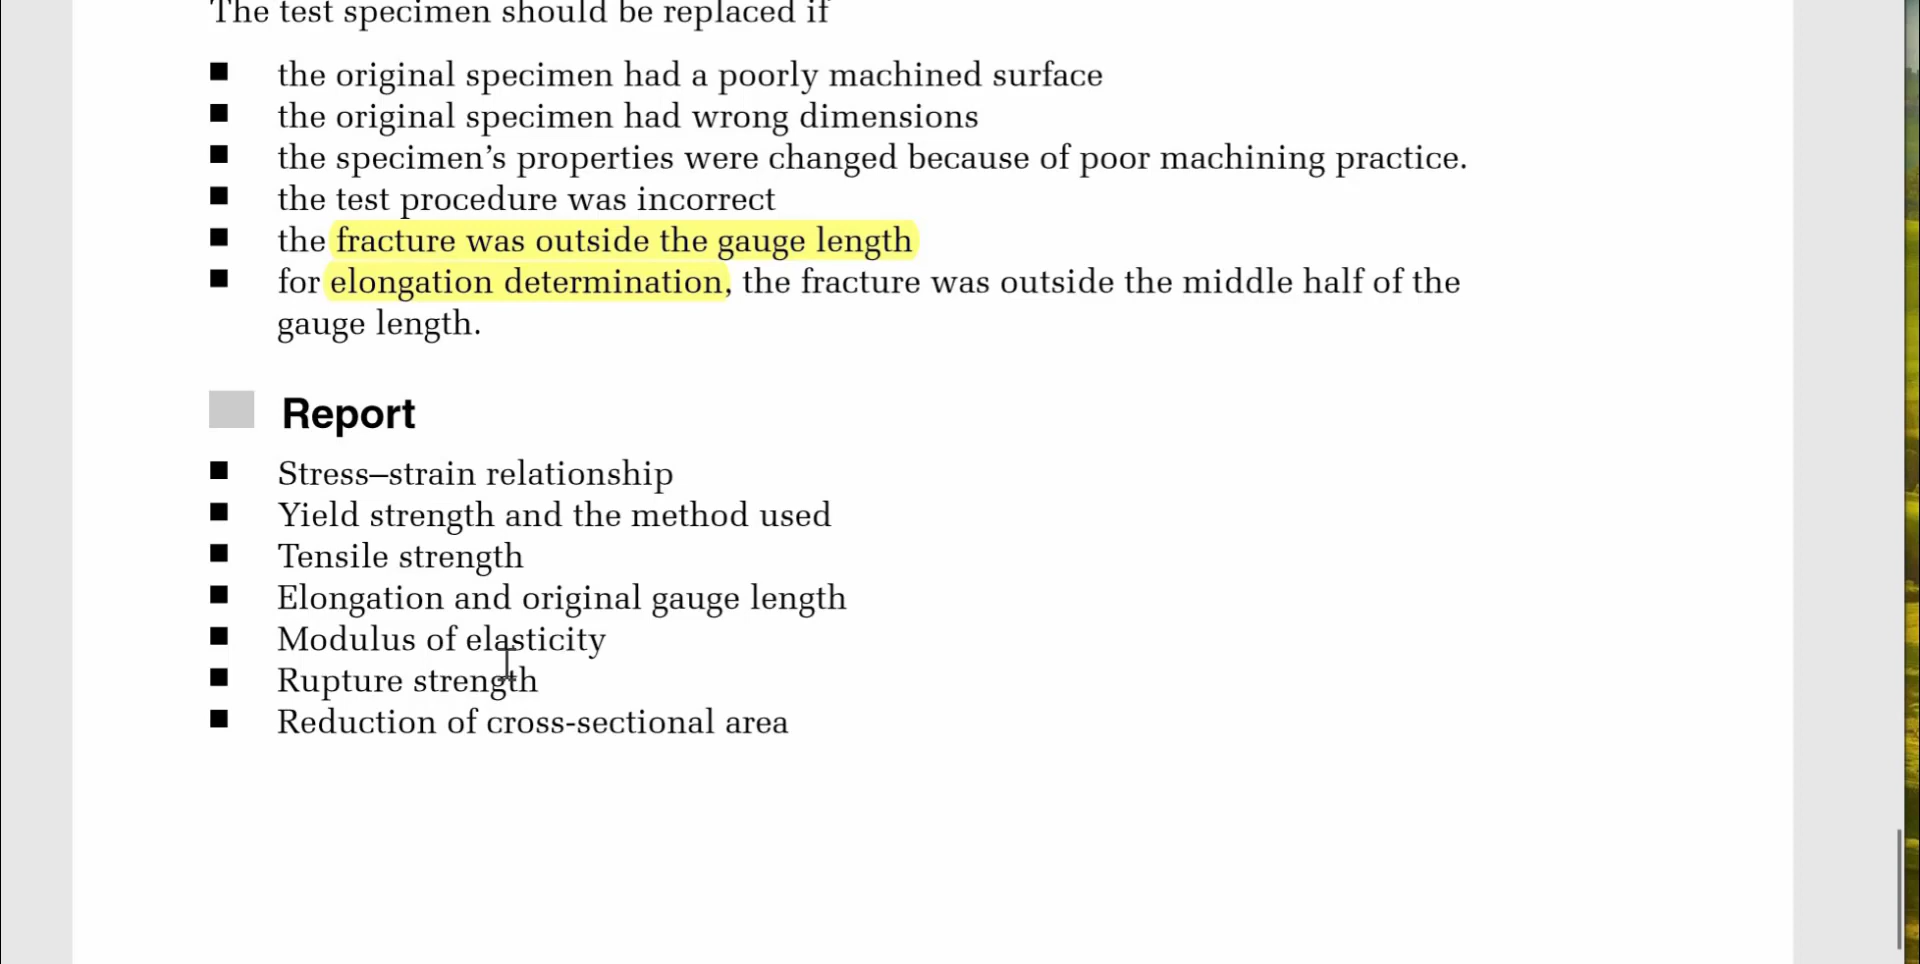 The test specimen should be replaced if
■ the original specimen had a poorly machined surface
■ the original specimen had wrong dimensions
■ the specimen’s properties were changed because of poor machining practice.
■ the test procedure was incorrect
■ the fracture was outside the gauge length
■ for elongation determination, the fracture was outside the middle half of the
gauge length.
Report
■ Stress–strain relationship
■ Yield strength and the method used
■ Tensile strength
■ Elongation and original gauge length
■ Modulus of elasticity
■ Rupture strength
■ Reduction of cross-sectional area